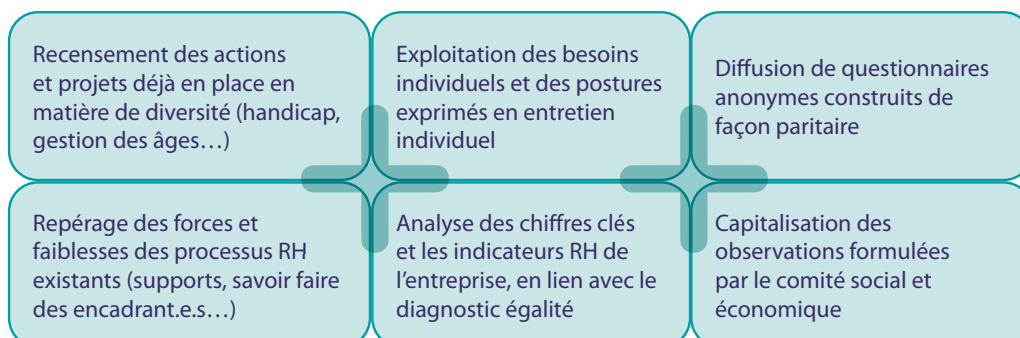 Recensement des actions
et projets déjà en place en
matière de diversité (handicap,
gestion des âges…)
Exploitation des besoins
individuels et des postures
exprimés en entretien
individuel
Diffusion de questionnaires
anonymes construits de
façon paritaire
Repérage des forces et
faiblesses des processus RH
existants (supports, savoir faire
des encadrant.e.s…)
Analyse des chiffres clés
et les indicateurs RH de
l’entreprise, en lien avec le
diagnostic égalité
Capitalisation des
observations formulées
par le comité social et
économique